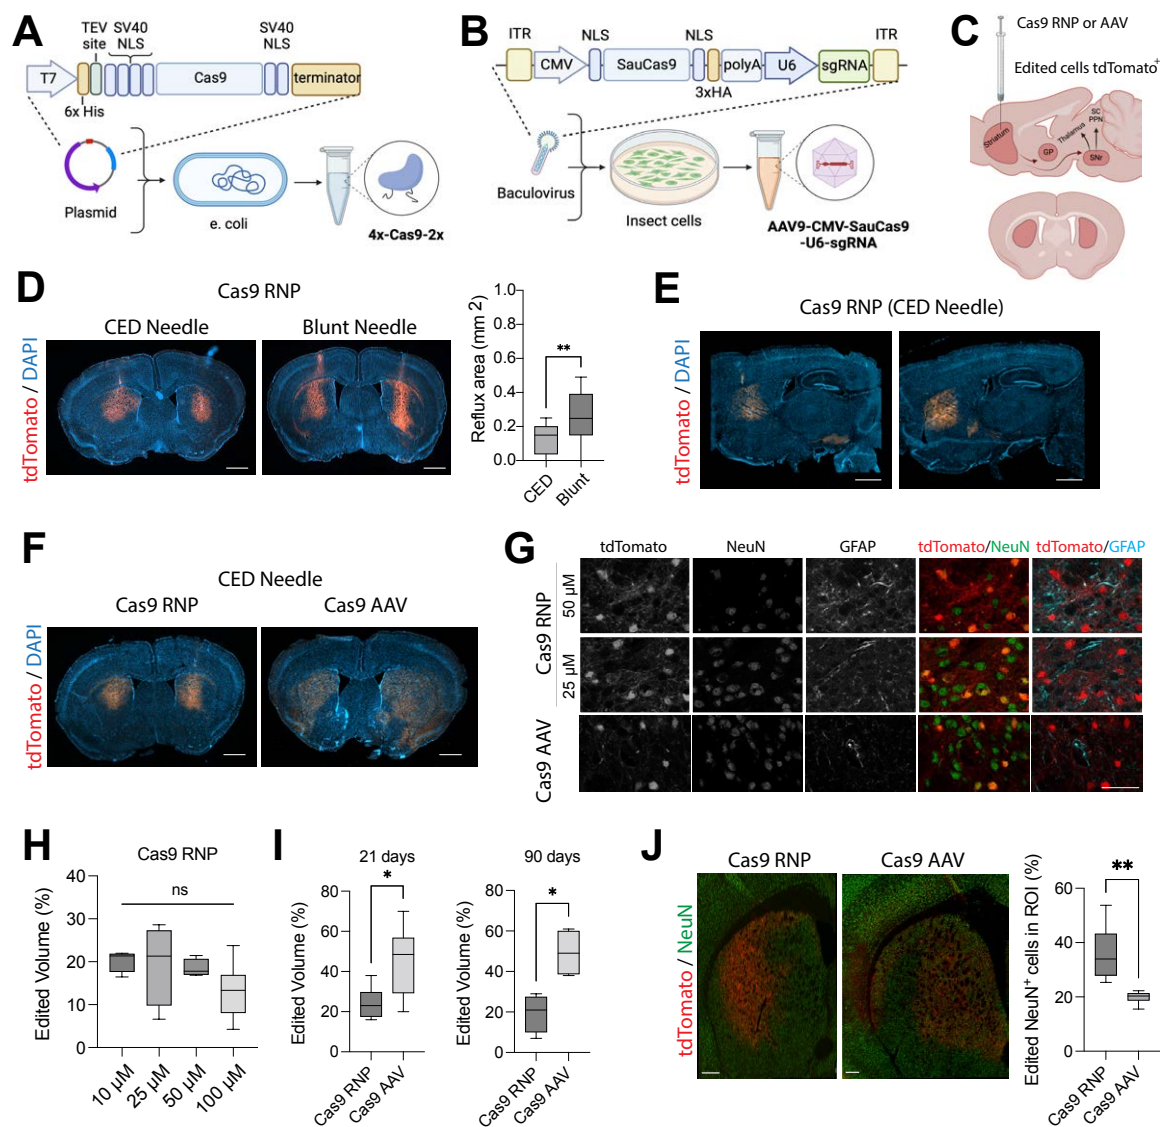 A
TEV site
SV40 NLS
SV40 NLS
T7
Cas9
terminator
6x His
Plasmid
e. coli
4x-Cas9-2x
B
ITR
NLS
NLS
ITR
CMV
SauCas9
polyA
U6
sgRNA
3xHA
Baculovirus
Insect cells
AAV9-CMV-SauCas9
-U6-sgRNA
C
Cas9 RNP or AAV
Edited cells tdTomato+
Striatum
GP
Thalamus
SC
PPN
SNr
D
Cas9 RNP
CED Needle
Blunt Needle
tdTomato / DAPI
Reflux area (mm 2)
1.0
0.8
0.6
0.4
0.2
0.0
**
CED
Blunt
E
Cas9 RNP (CED Needle)
tdTomato / DAPI
F
CED Needle
Cas9 RNP
Cas9 AAV
tdTomato / DAPI
G
tdTomato
NeuN
GFAP
tdTomato/NeuN
tdTomato/GFAP
Cas9 RNP
50 µM
25 µM
Cas9 AAV
H
Cas9 RNP
Edited Volume (%)
40
30
20
10
0
ns
10 µM
25 µM
50 µM
100 µM
I
21 days
Edited Volume (%)
80
60
40
20
0
*
Cas9 RNP
Cas9 AAV
90 days
Edited Volume (%)
80
60
40
20
0
*
Cas9 RNP
Cas9 AAV
J
Cas9 RNP
Cas9 AAV
tdTomato / NeuN
Edited NeuN+ cells in ROI (%)
60
40
20
0
**
Cas9 RNP
Cas9 AAV